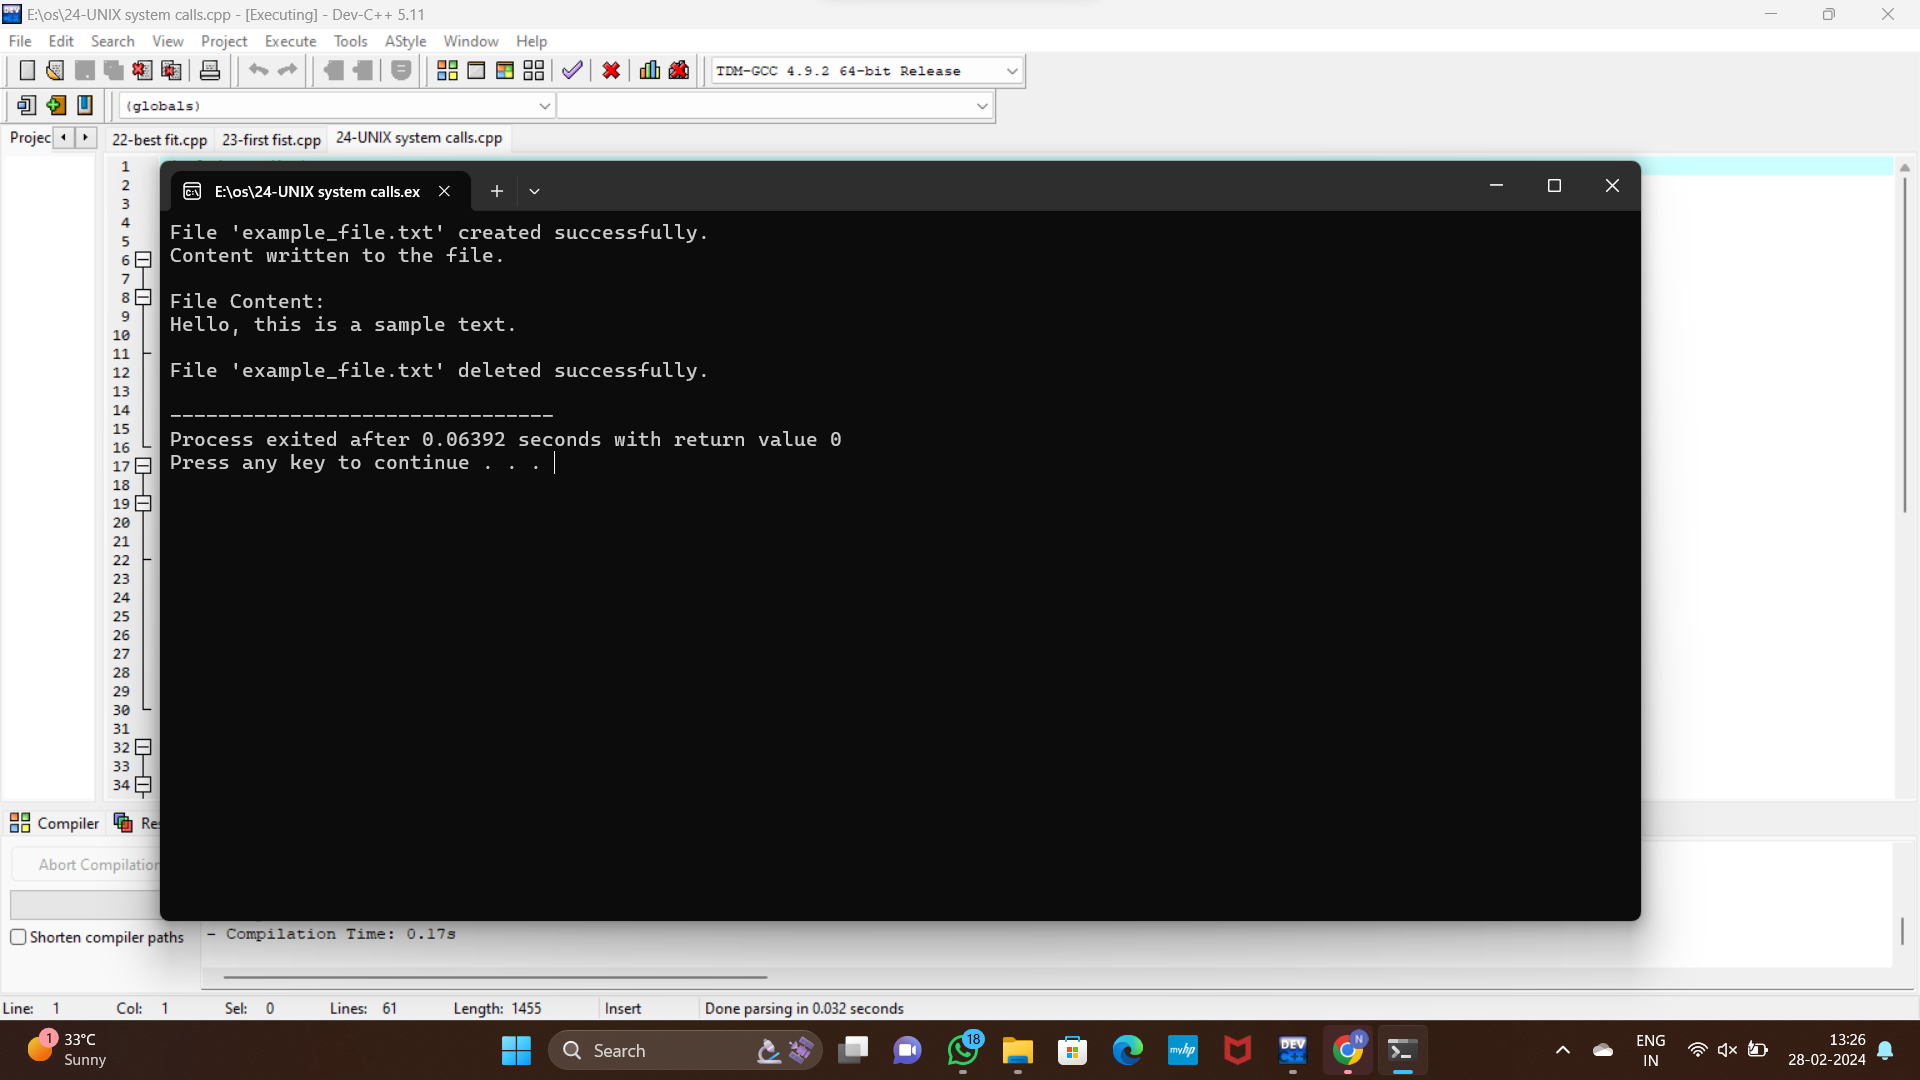 E:\os\24-UNIX system calls.cpp - [Executing] - Dev-C++ 5.11
File Edit Search View Project Execute Tools AStyle Window Help
TDM-GCC 4.9.2 64-bit Release
(globals)
Projec 22-best fit.cpp 23-first fist.cpp 24-UNIX system calls.cpp
E:\os\24-UNIX system calls.ex
File 'example_file.txt' created successfully.
Content written to the file.
File Content:
Hello, this is a sample text.
File 'example_file.txt' deleted successfully.
--------------------------------
Process exited after 0.06392 seconds with return value 0
Press any key to continue . . .
1
2
3
4
5
6
7
8
9
10
11
12
13
14
15
16
17
18
19
20
21
22
23
24
25
26
27
28
29
30
31
32
33
34
Compiler Re
Abort Compilation
Shorten compiler paths
- Compilation Time: 0.17s
Line: 1 Col: 1 Sel: 0 Lines: 61 Length: 1455 Insert Done parsing in 0.032 seconds
1 33°C
Sunny
Search
18
myhp
DEV
C++
N
ENG
IN
13:26
28-02-2024